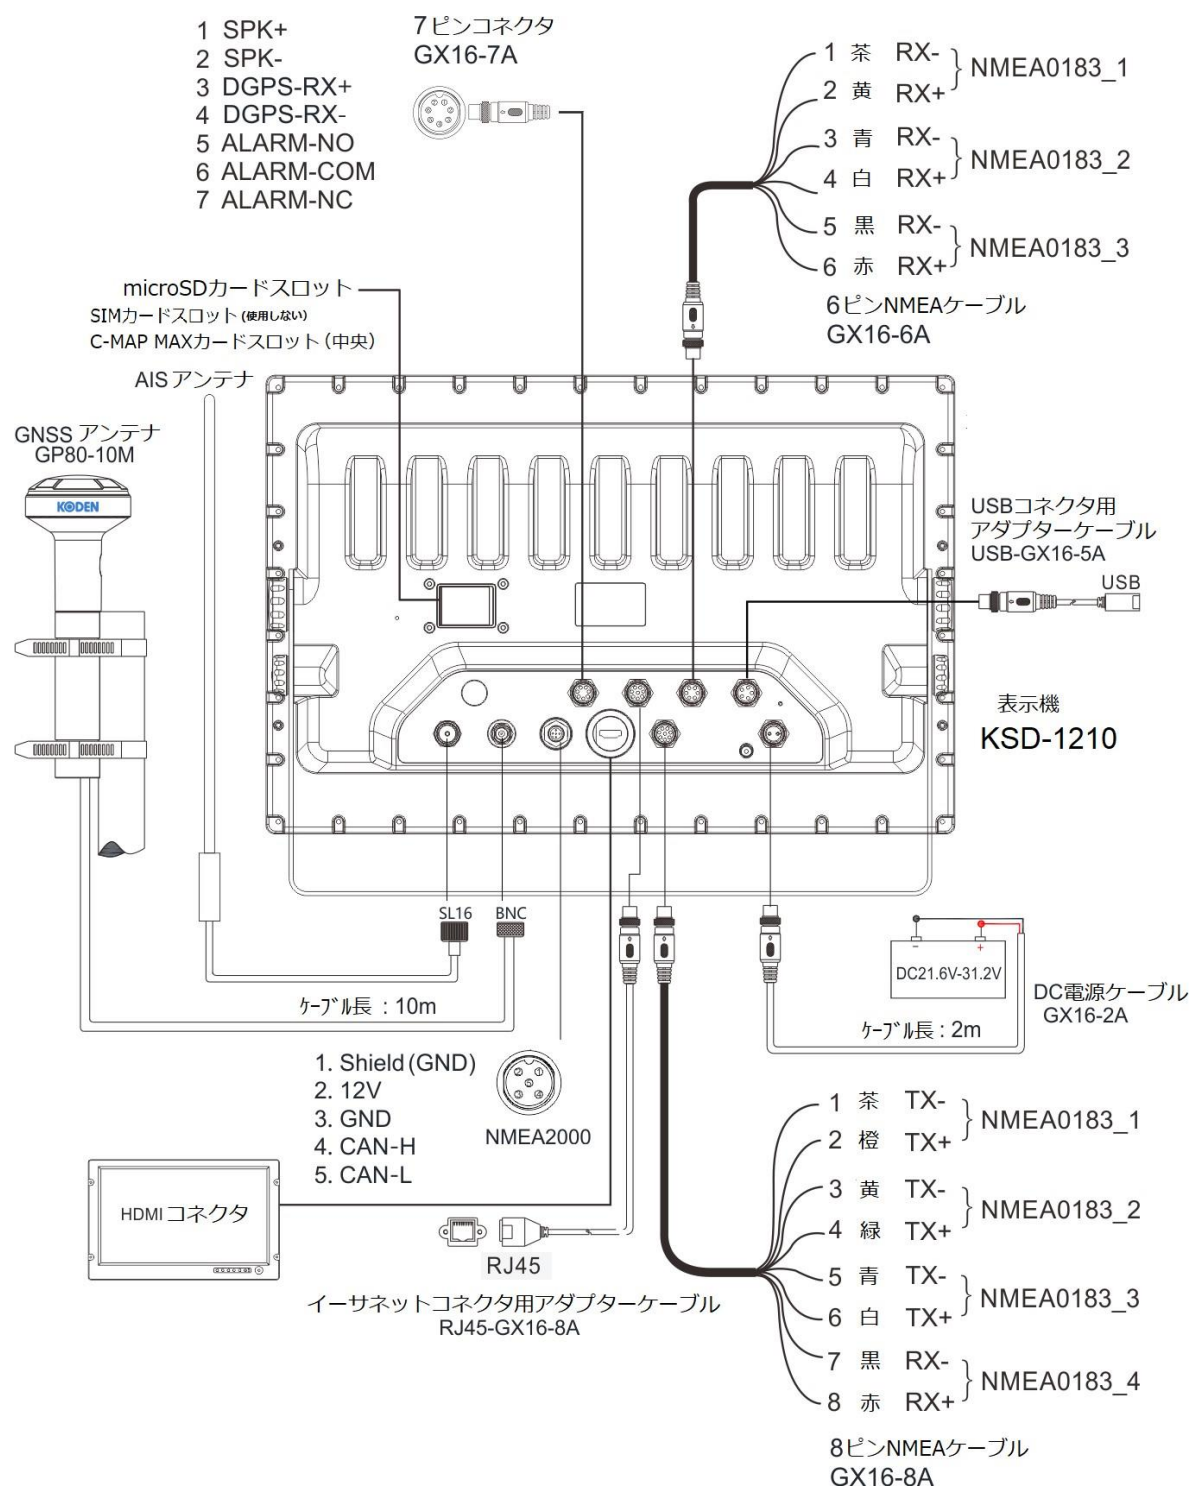 1 SPK+
2 SPK-
3 DGPS-RX+
4 DGPS-RX-
5 ALARM-NO
6 ALARM-COM
7 ALARM-NC
7ピンコネクタ
GX16-7A
1 茶 RX-
2 黄 RX+
NMEA0183_1
3 青 RX-
4 白 RX+
NMEA0183_2
5 黒 RX-
6 赤 RX+
NMEA0183_3
6ピンNMEAケーブル
GX16-6A
microSDカードスロット
SIMカードスロット(使用しない)
C-MAP MAXカードスロット(中央)
AISアンテナ
GNSS アンテナ
GP80-10M
KODEN
USBコネクタ用
アダプターケーブル
USB-GX16-5A
USB
表示機
KSD-1210
SL16
BNC
ケーブル長:10m
DC21.6V-31.2V
- +
DC電源ケーブル
GX16-2A
ケーブル長:2m
1. Shield(GND)
2. 12V
3. GND
4. CAN-H
5. CAN-L
2 1
5
3 4
NMEA2000
HDMIコネクタ
RJ45
イーサネットコネクタ用アダプターケーブル
RJ45-GX16-8A
1 茶 TX-
2 橙 TX+
NMEA0183_1
3 黄 TX-
4 緑 TX+
NMEA0183_2
5 青 TX-
6 白 TX+
NMEA0183_3
7 黒 RX-
8 赤 RX+
NMEA0183_4
8ピンNMEAケーブル
GX16-8A